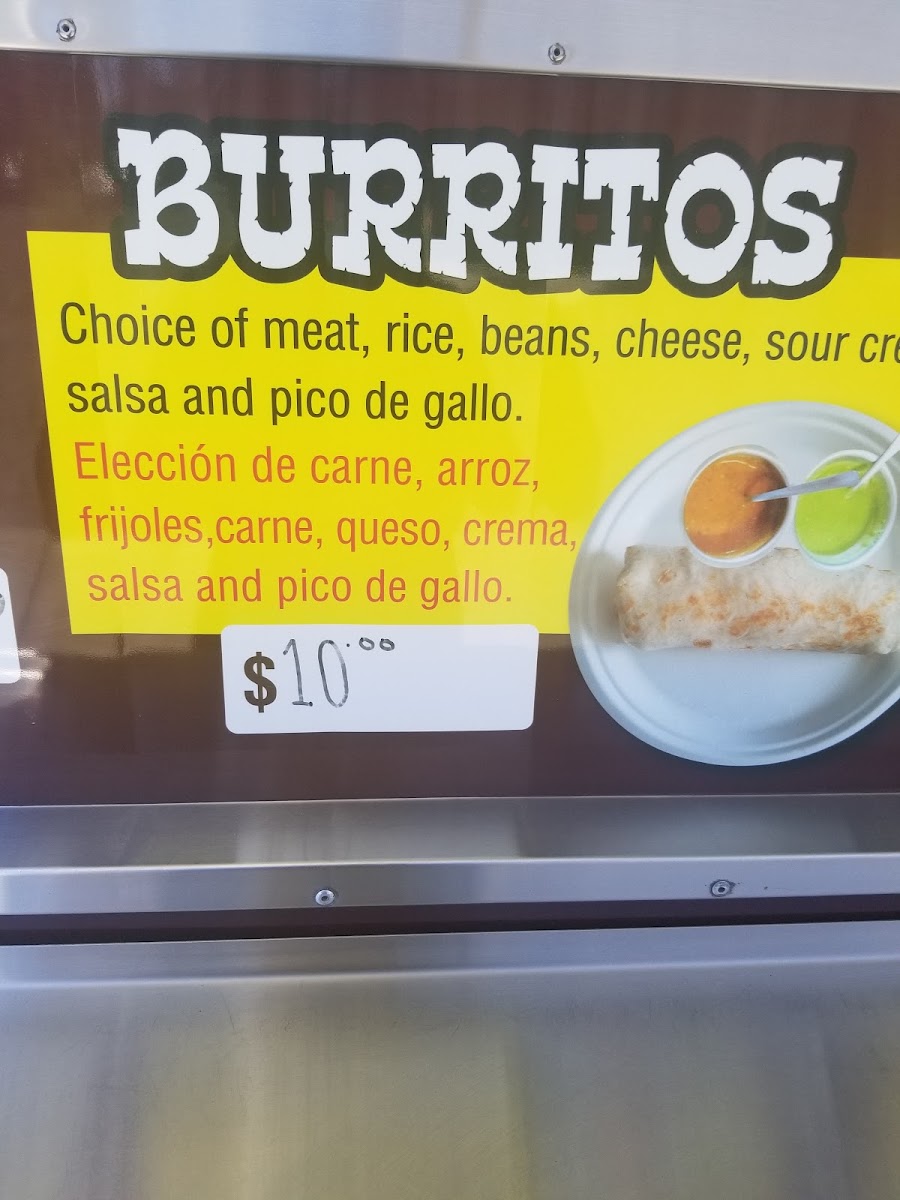 BURRITOS
Choice of meat, rice, beans, cheese, sour
salsa and pico de gallo.
Elección de carne, arroz,
frijoles,carne, queso, crema,
salsa and pico de gallo.
$10.00